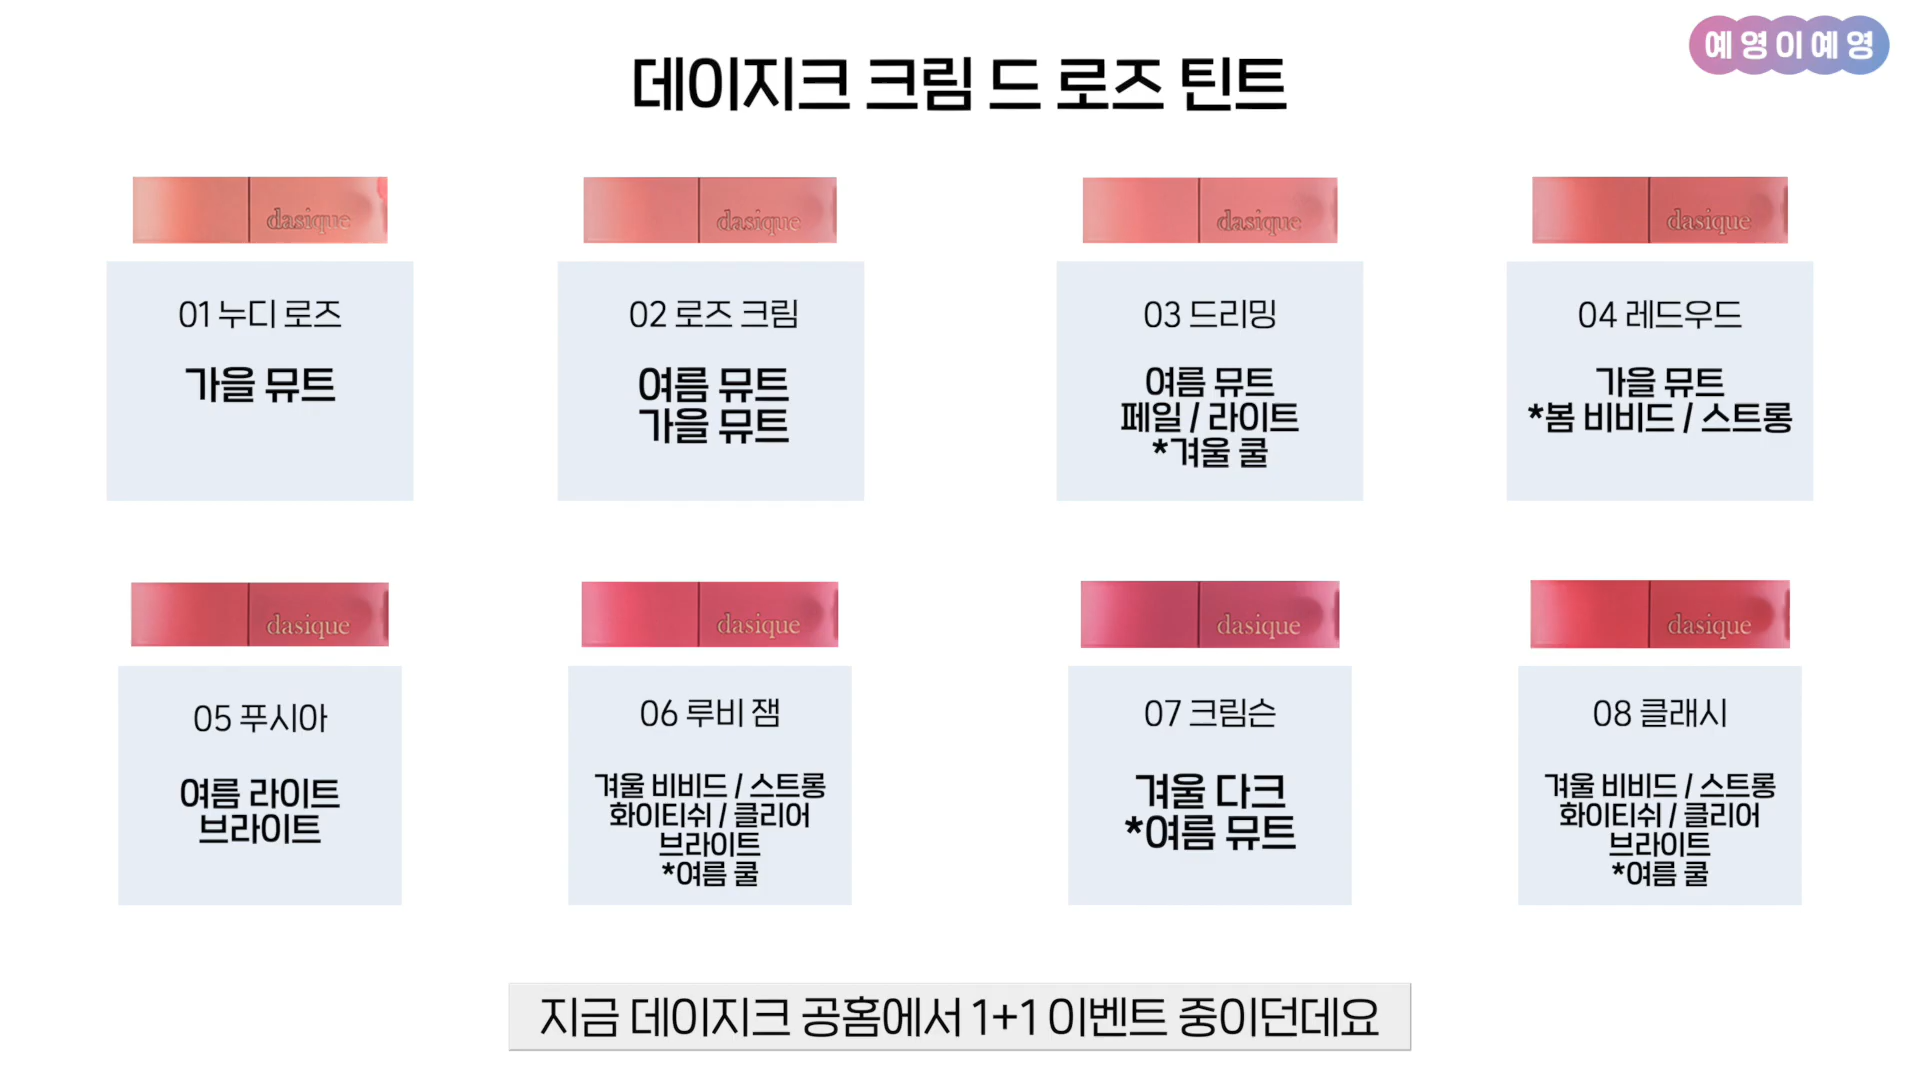 예영이예영
데이지크 크림 드 로즈 틴트
dasique
01 누디 로즈
가을 뮤트
dasique
02 로즈 크림
여름 뮤트
가을 뮤트
dasique
03 드리밍
여름 뮤트
페일 / 라이트
*겨울 쿨
dasique
04 레드우드
가을 뮤트
*봄 비비드 / 스트롱
dasique
05 푸시아
여름 라이트
브라이트
dasique
06 루비 잼
겨울 비비드 / 스트롱
화이티쉬 / 클리어
브라이트
*여름 쿨
dasique
07 크림슨
겨울 다크
*여름 뮤트
dasique
08 클래시
겨울 비비드 / 스트롱
화이티쉬 / 클리어
브라이트
*여름 쿨
지금 데이지크 공홈에서 1+1 이벤트 중이던데요